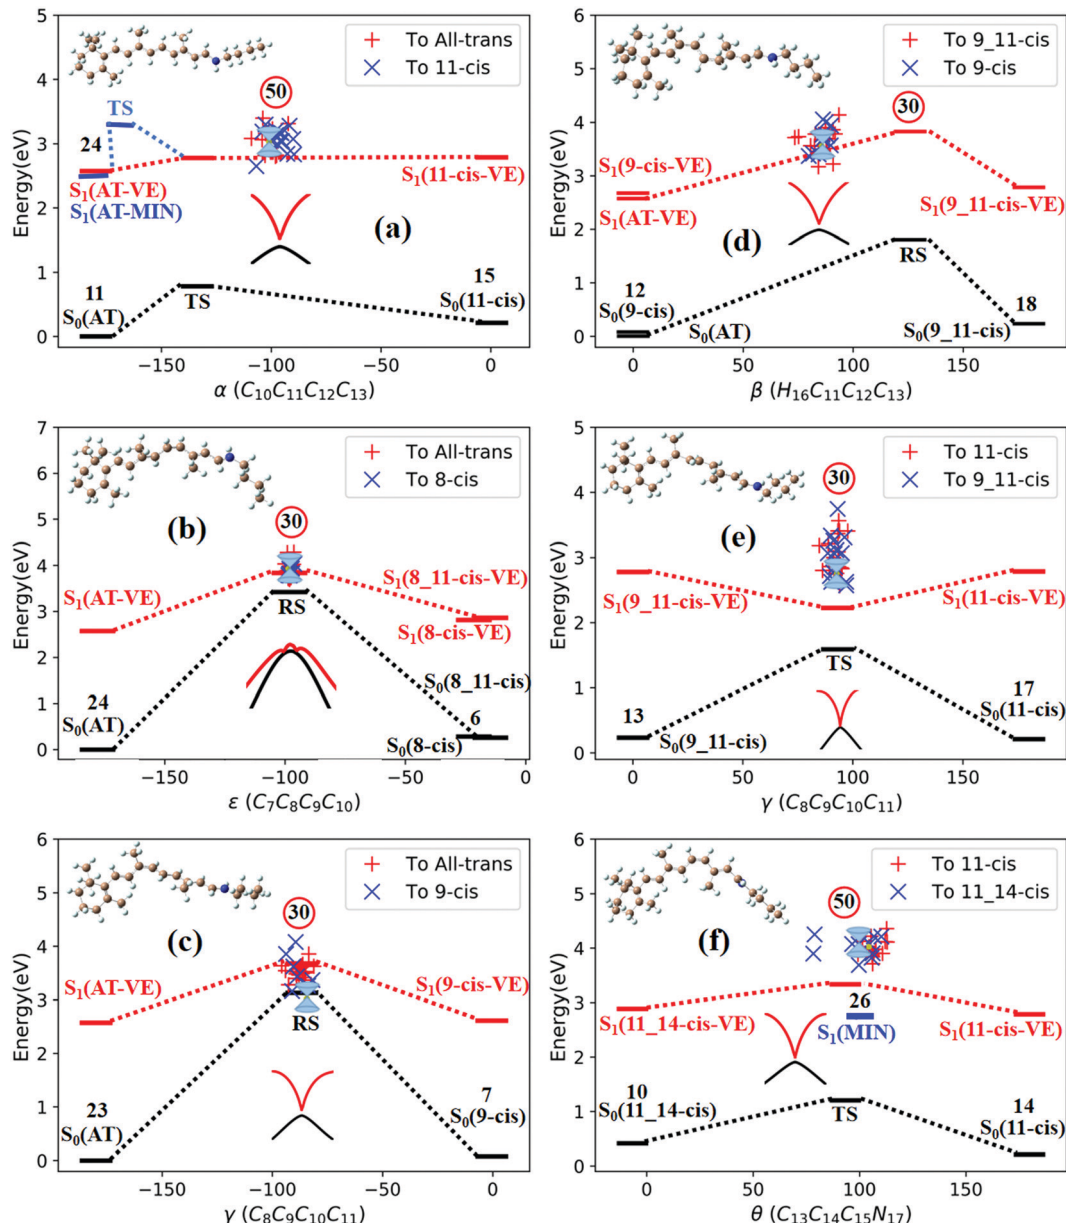 5
4
3
2
1
0
Energy(eV)
To All-trans
To 11-cis
50
TS
24
S1(AT-VE)
S1(AT-MIN)
S1(11-cis-VE)
(a)
11
S0(AT)
TS
15
S0(11-cis)
−150
−100
−50
0
α (C10C11C12C13)
6
5
4
3
2
1
0
Energy(eV)
To 9_11-cis
To 9-cis
30
S1(9-cis-VE)
S1(AT-VE)
S1(9_11-cis-VE)
(d)
RS
12
S0(9-cis)
S0(AT)
18
S0(9_11-cis)
0
50
100
150
β (H16C11C12C13)
7
6
5
4
3
2
1
0
Energy(eV)
To All-trans
To 8-cis
(b)
30
S1(AT-VE)
S1(8_11-cis-VE)
S1(8-cis-VE)
RS
24
S0(AT)
S0(8_11-cis)
6
S0(8-cis)
−150
−100
−50
0
ε (C7C8C9C10)
5
4
3
2
1
0
Energy(eV)
To 11-cis
To 9_11-cis
30
(e)
S1(9_11-cis-VE)
S1(11-cis-VE)
TS
13
S0(9_11-cis)
17
S0(11-cis)
0
50
100
150
γ (C8C9C10C11)
6
5
4
3
2
1
0
Energy(eV)
To All-trans
To 9-cis
30
(c)
S1(AT-VE)
S1(9-cis-VE)
RS
23
S0(AT)
7
S0(9-cis)
−150
−100
−50
0
γ (C8C9C10C11)
6
5
4
3
2
1
0
Energy(eV)
To 11-cis
To 11_14-cis
50
(f)
26
S1(11_14-cis-VE)
S1(MIN)
S1(11-cis-VE)
10
S0(11_14-cis)
TS
14
S0(11-cis)
0
50
100
150
θ (C13C14C15N17)